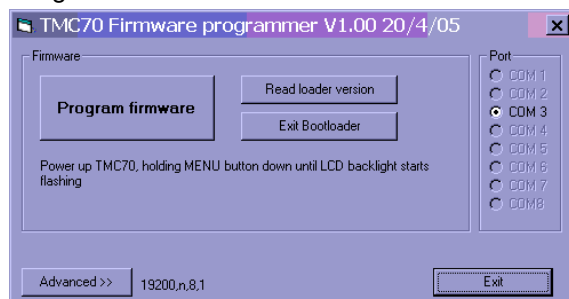 TMC70 Firmware programmer V1.00 20/4/05
Firmware
Port
Program firmware
Read loader version
Exit Bootloader
Power up TMC70, holding MENU button down until LCD backlight starts
flashing
COM 1
COM 2
COM 3
COM 4
COM 5
COM 6
COM 7
COM8
Advanced >>
19200,n,8,1
Exit